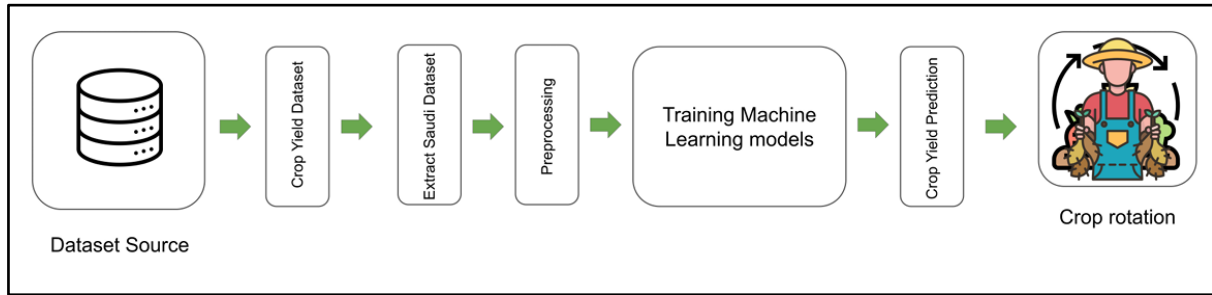 Dataset Source
Crop Yield Dataset
Extract Saudi Dataset
Preprocessing
Training Machine
Learning models
Crop Yield Prediction
Crop rotation